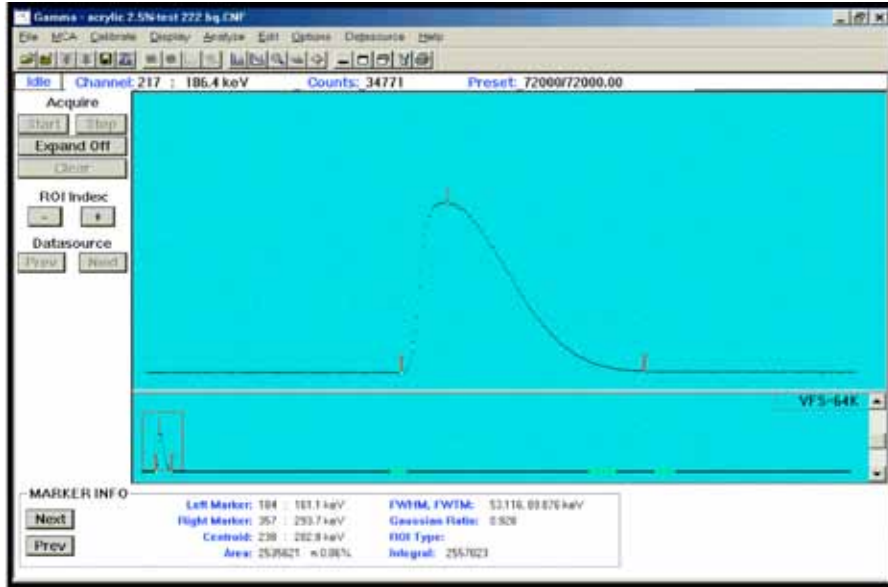 Gamma - acrylic 2.5% test 222 bq.CNF
File MCA Calibrate Display Analyze Edit Options Datasource Help
Idle Channel: 217 : 186.4 keV Counts: 34771 Preset: 72000/72000.00
Acquire
Start Stop
Expand Off
Clear
ROI Index:
- +
Datasource
Prev Next
VFS=64K
MARKER INFO
Next
Prev
Left Marker: 184 : 161.1 keV FWHM, FWTM: 53.116, keV
Right Marker: 357 : 293.7 keV Gaussian Ratio: 0.928
Centroid: 238 : 202.8 keV ROI Type:
Area: 2535621 0.06% Integral: 2557023